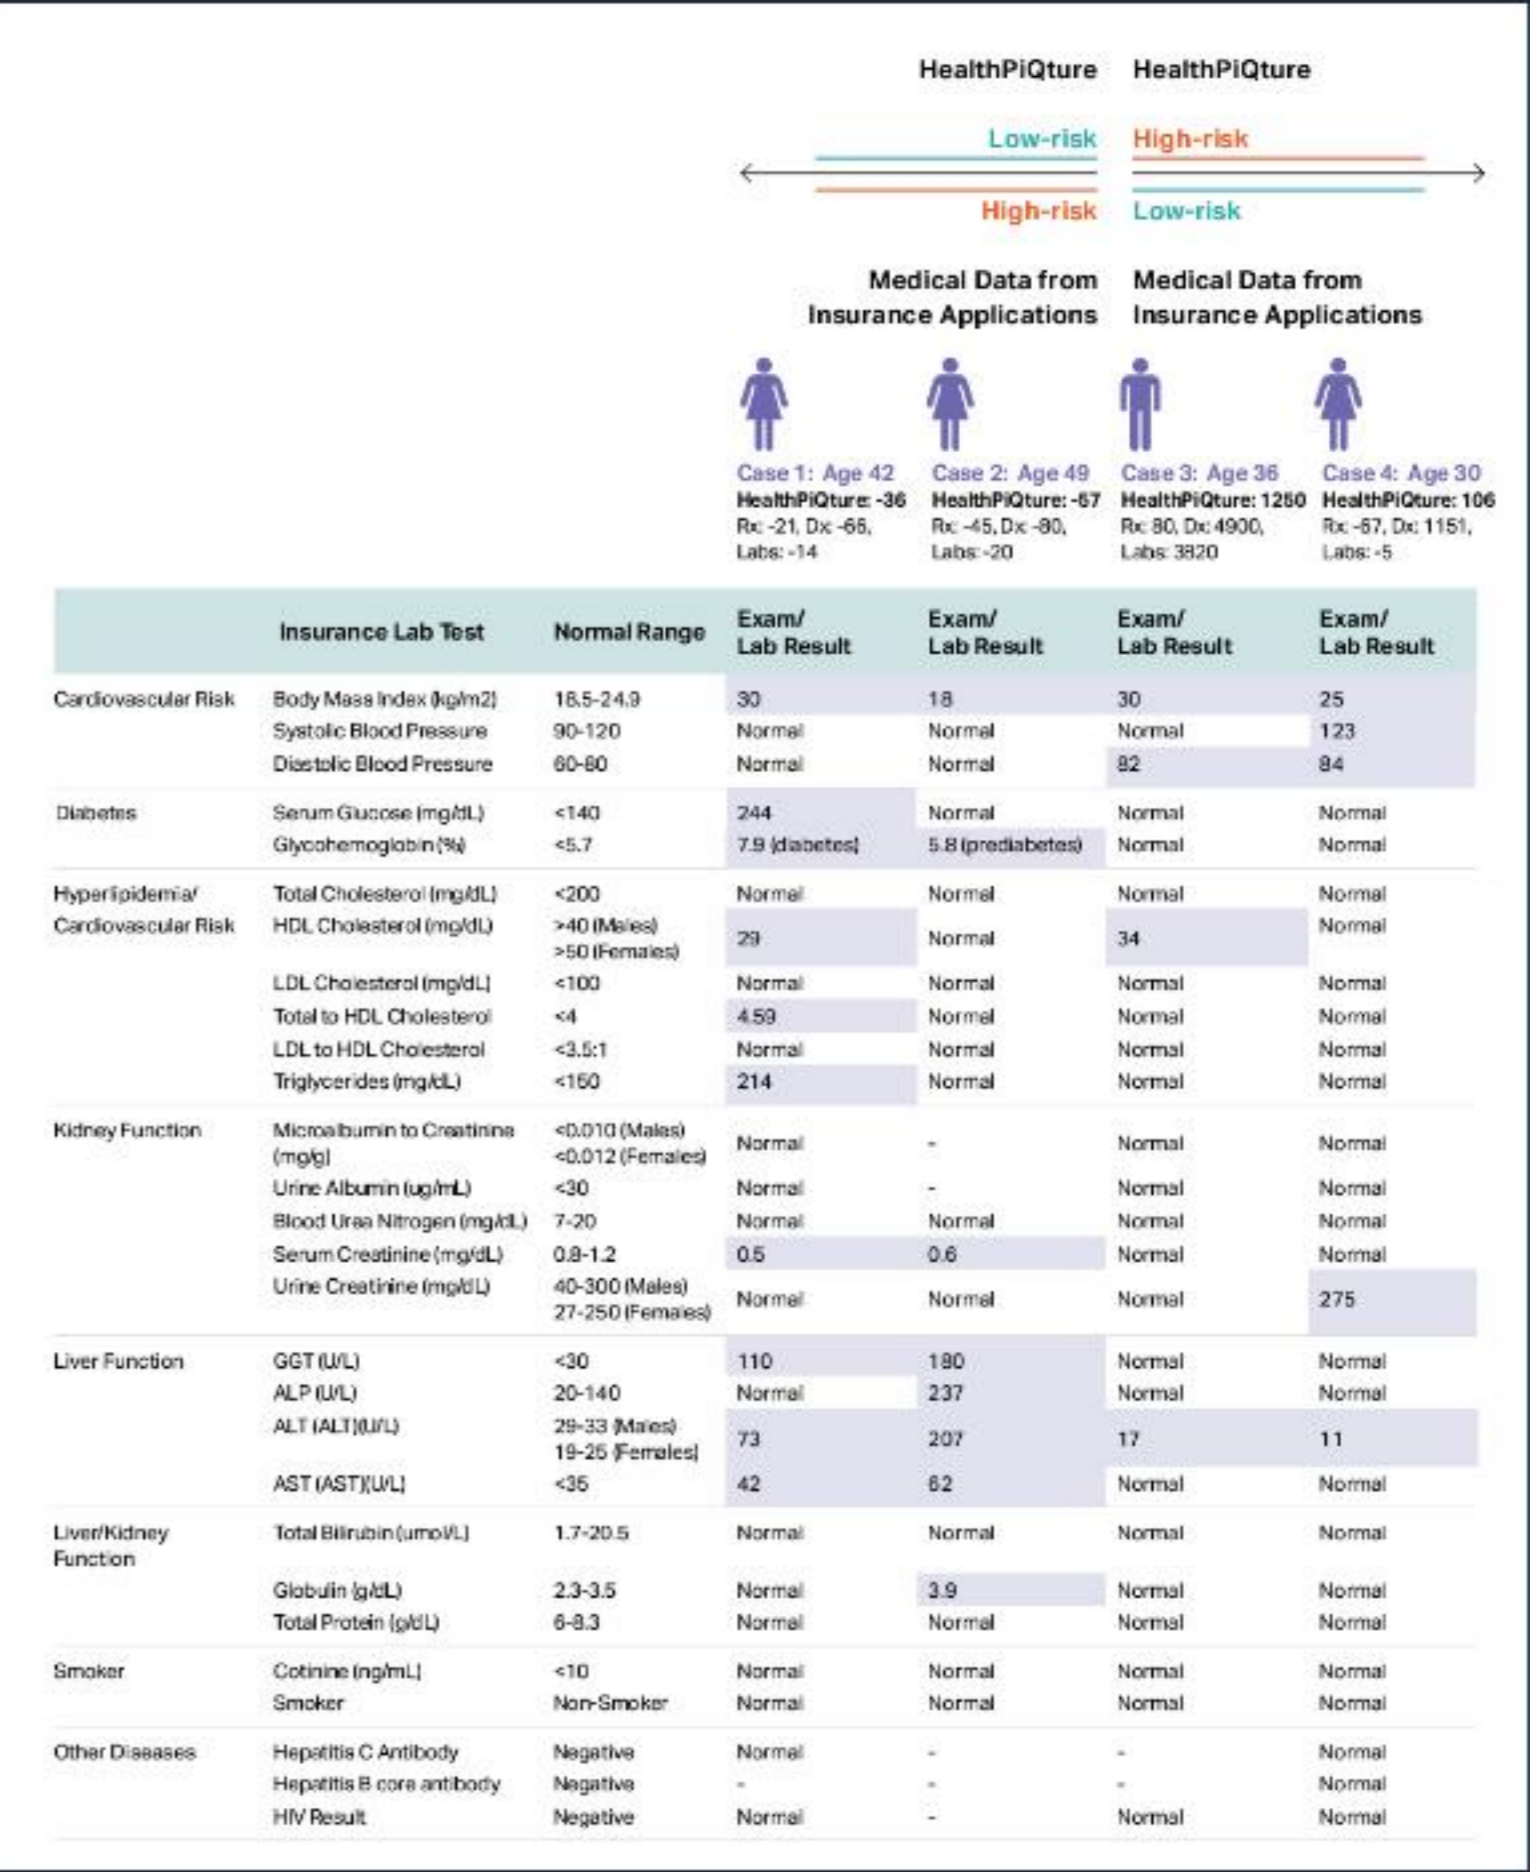 HealthPiQture HealthPiQture
Low-risk High-risk
High-risk Low-risk
Medical Data from Medical Data from
Insurance Applications Insurance Applications
Case 1: Age 42 Case 2: Age 49 Case 3: Age 36 Case 4: Age 30
HealthPiQture: -36 HealthPiQture: -57 HealthPiQture: 1250 HealthPiQture: 106
Rx: -21, Dx: -66, Rx: -45, Dx: -80, Rx: 80, Dx: 4900, Rx: -67, Dx: 1151,
Labs: -14 Labs: -20 Labs: 3820 Labs: -5
Insurance Lab Test Normal Range Exam/ Exam/ Exam/ Exam/
Lab Result Lab Result Lab Result Lab Result
Cardiovascular Risk Body Mass Index (kg/m2) 18.5-24.9 30 18 30 25
Systolic Blood Pressure 90-120 Normal Normal Normal 123
Diastolic Blood Pressure 60-80 Normal Normal 82 84
Diabetes Serum Glucose (mg/dL) <140 244 Normal Normal Normal
Glycohemoglobin (%) <5.7 7.9 (diabetes) 5.8 (prediabetes) Normal Normal
Hyperlipidemia/ Total Cholesterol (mg/dL) <200 Normal Normal Normal Normal
Cardiovascular Risk HDL Cholesterol (mg/dL) >40 (Males) 29 Normal 34 Normal
>50 (Females)
LDL Cholesterol (mg/dL) <100 Normal Normal Normal Normal
Total to HDL Cholesterol <4 4.59 Normal Normal Normal
LDL to HDL Cholesterol <3.5:1 Normal Normal Normal Normal
Triglycerides (mg/dL) <150 214 Normal Normal Normal
Kidney Function Microalbumin to Creatinine <0.010 (Males) Normal - Normal Normal
(mg/g) <0.012 (Females)
Urine Albumin (ug/mL) <30 Normal - Normal Normal
Blood Urea Nitrogen (mg/dL) 7-20 Normal Normal Normal Normal
Serum Creatinine (mg/dL) 0.8-1.2 0.5 0.6 Normal Normal
Urine Creatinine (mg/dL) 40-300 (Males) Normal Normal Normal 275
27-250 (Females)
Liver Function GGT (U/L) <30 110 180 Normal Normal
ALP (U/L) 20-140 Normal 237 Normal Normal
ALT (ALT)(U/L) 29-33 (Males) 73 207 17 11
19-25 (Females)
AST (AST)(U/L) <35 42 62 Normal Normal
Liver/Kidney Total Bilirubin (umol/L) 1.7-20.5 Normal Normal Normal Normal
Function
Globulin (g/dL) 2.3-3.5 Normal 3.9 Normal Normal
Total Protein (g/dL) 6-8.3 Normal Normal Normal Normal
Smoker Cotinine (ng/mL) <10 Normal Normal Normal Normal
Smoker Non-Smoker Normal Normal Normal Normal
Other Diseases Hepatitis C Antibody Negative Normal - - Normal
Hepatitis B core antibody Negative - - - Normal
HIV Result Negative Normal - Normal Normal